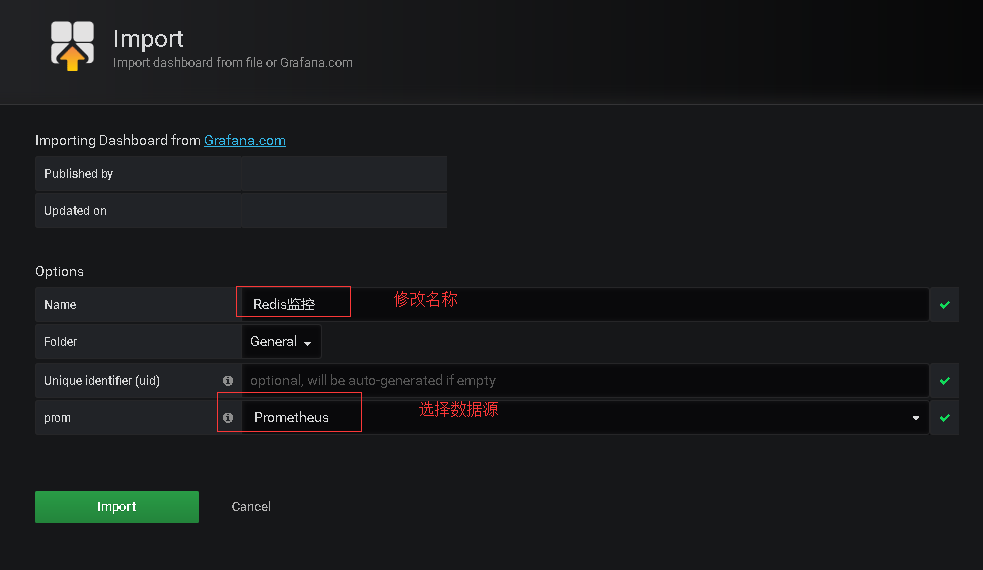 Import
Import dashboard from file or Grafana.com
Importing Dashboard from Grafana.com
Published by
Updated on
Options
Name Redis监控 修改名称
Folder General
Unique identifier (uid) optional, will be auto-generated if empty
prom Prometheus 选择数据源
Import Cancel